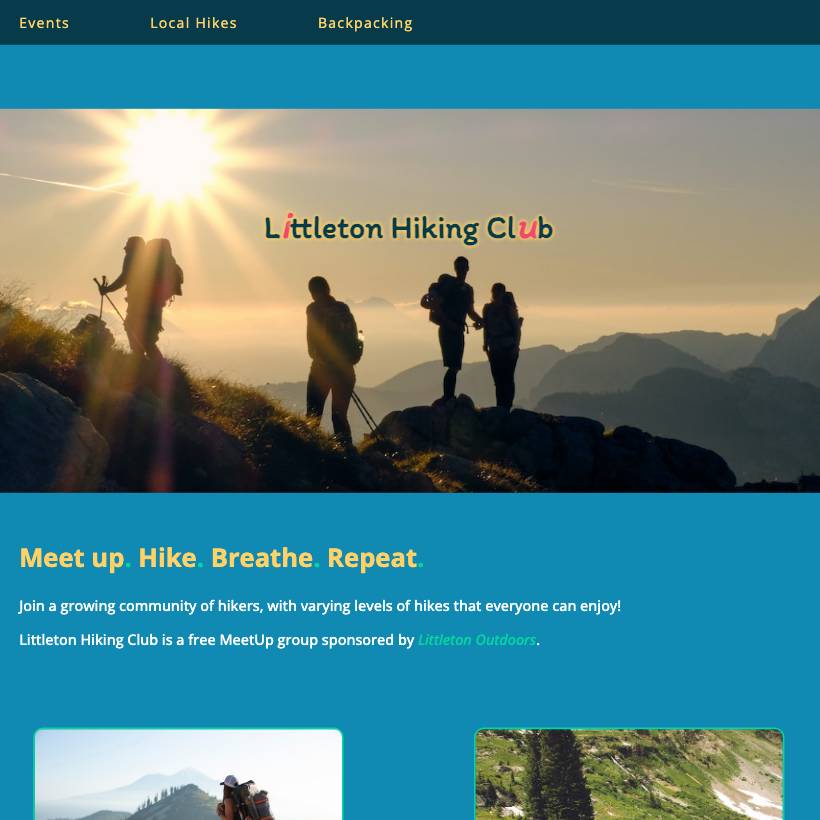 Events Local Hikes Backpacking
Littleton Hiking Club
Meet up. Hike. Breathe. Repeat.
Join a growing community of hikers, with varying levels of hikes that everyone can enjoy!
Littleton Hiking Club is a free MeetUp group sponsored by Littleton Outdoors.